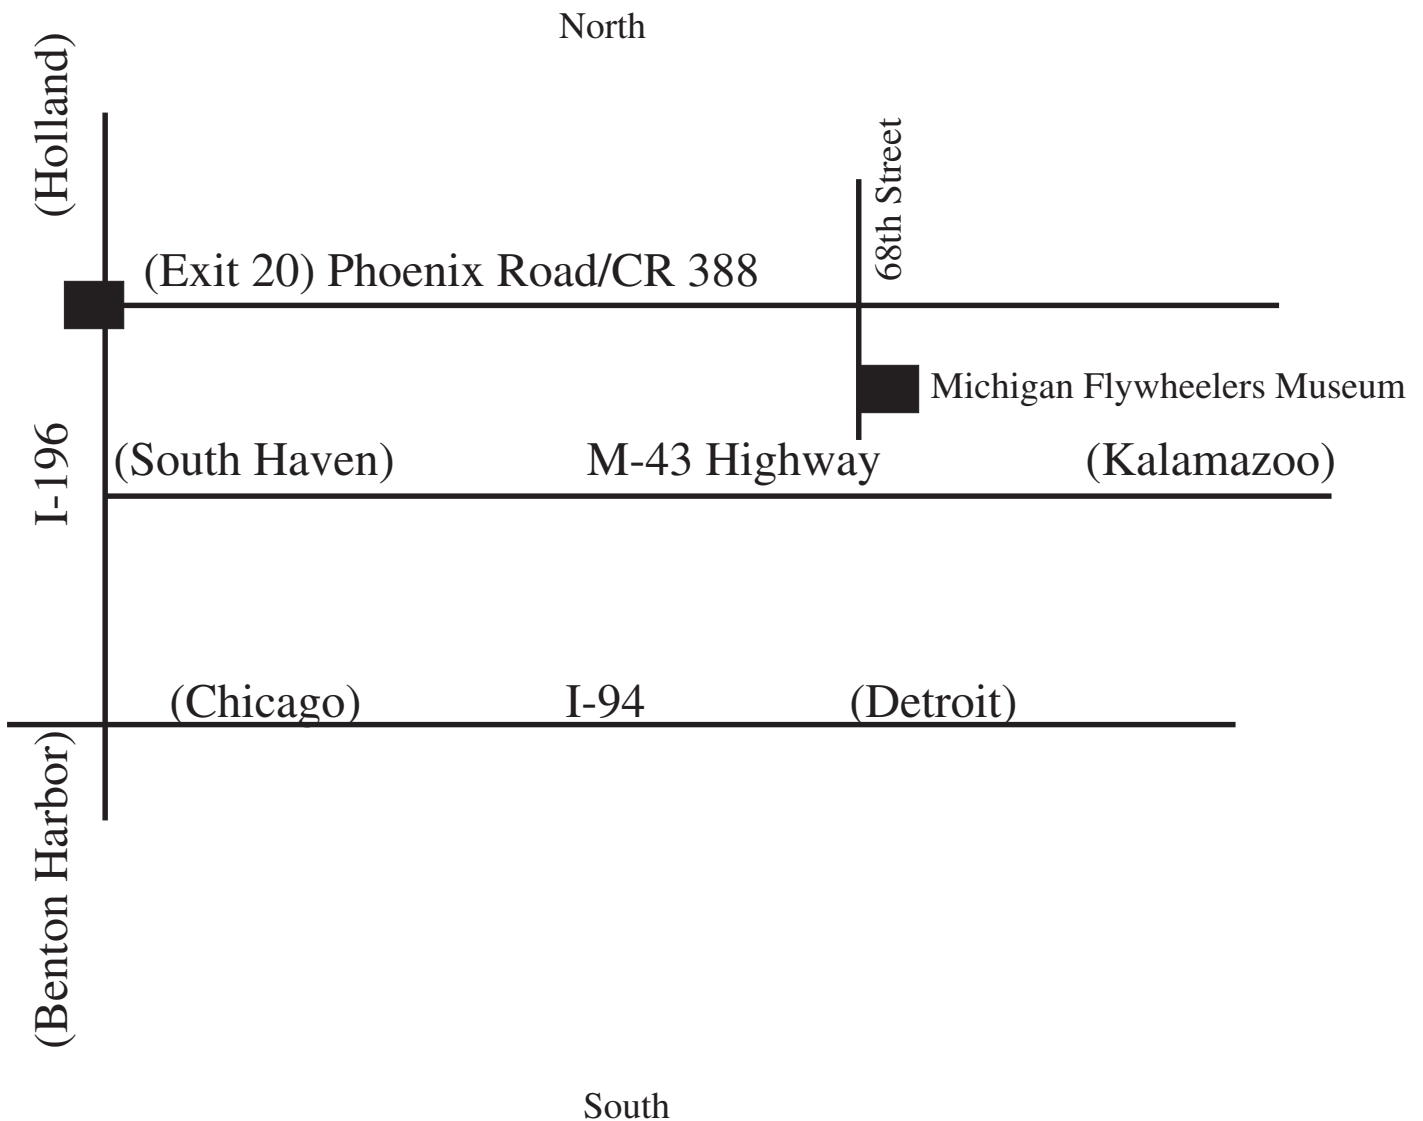 North
(Holland)
68th Street
(Exit 20) Phoenix Road/CR 388
Michigan Flywheelers Museum
I-196
(South Haven)
M-43 Highway
(Kalamazoo)
(Chicago)
I-94
(Detroit)
(Benton Harbor)
South